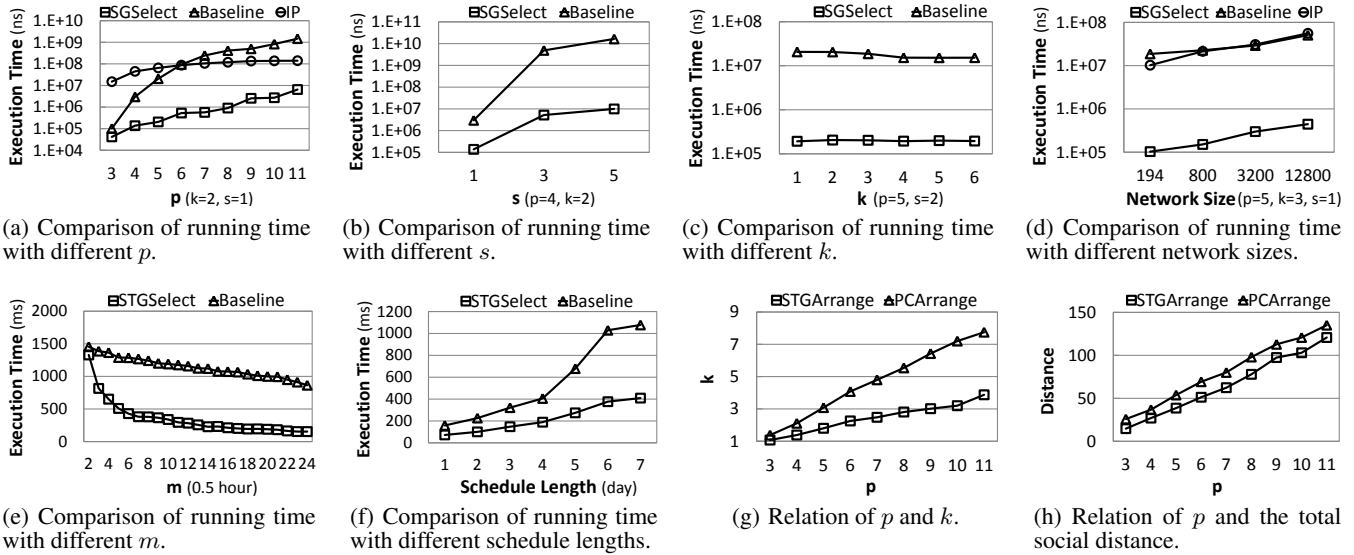 SGSelect Baseline IP
Execution Time (ns)
1.E+10
1.E+09
1.E+08
1.E+07
1.E+06
1.E+05
1.E+04
3 4 5 6 7 8 9 10 11
p (k=2, s=1)
(a) Comparison of running time
with different p.
SGSelect Baseline
Execution Time (ns)
1.E+11
1.E+10
1.E+09
1.E+08
1.E+07
1.E+06
1.E+05
1 3 5
s (p=4, k=2)
(b) Comparison of running time
with different s.
SGSelect Baseline
Execution Time (ns)
1.E+08
1.E+07
1.E+06
1.E+05
1 2 3 4 5 6
k (p=5, s=2)
(c) Comparison of running time
with different k.
SGSelect Baseline IP
Execution Time (ns)
1.E+08
1.E+07
1.E+06
1.E+05
194 800 3200 12800
Network Size (p=5, k=3, s=1)
(d) Comparison of running time
with different network sizes.
STGSelect Baseline
Execution Time (ms)
2000
1500
1000
500
0
2 4 6 8 10 12 14 16 18 20 22 24
m (0.5 hour)
(e) Comparison of running time
with different m.
STGSelect Baseline
Execution Time (ms)
1200
1000
800
600
400
200
0
1 2 3 4 5 6 7
Schedule Length (day)
(f) Comparison of running time
with different schedule lengths.
STGArrange PCArrange
k
9
7
5
3
1
3 4 5 6 7 8 9 10 11
p
(g) Relation of p and k.
STGArrange PCArrange
Distance
150
100
50
0
3 4 5 6 7 8 9 10 11
p
(h) Relation of p and the total
social distance.